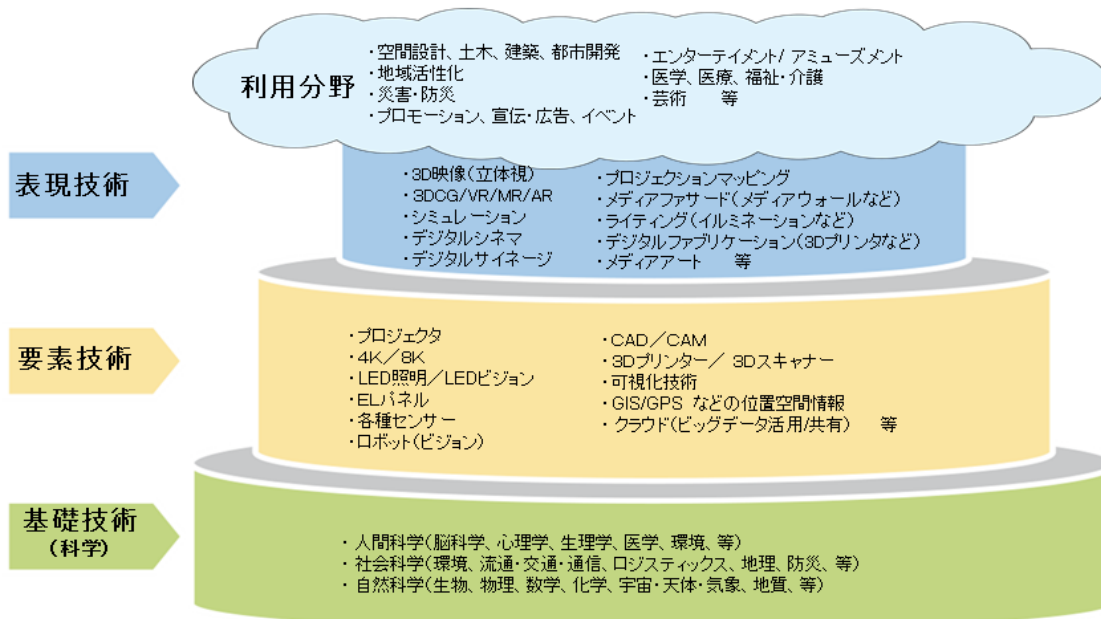 利用分野
・空間設計、土木、建築、都市開発
・地域活性化
・災害・防災
・プロモーション、宣伝・広告、イベント
・エンターテイメント/ アミューズメント
・医学、医療、福祉・介護
・芸術　等
表現技術
・3D映像(立体視)
・3DCG/VR/MR/AR
・シミュレーション
・デジタルシネマ
・デジタルサイネージ
・プロジェクションマッピング
・メディアファサード(メディアウォールなど)
・ライティング(イルミネーションなど)
・デジタルファブリケーション(3Dプリンタなど)
・メディアアート　等
要素技術
・プロジェクタ
・4K／8K
・LED照明／LEDビジョン
・ELパネル
・各種センサー
・ロボット(ビジョン)
・CAD／CAM
・3Dプリンター／ 3Dスキャナー
・可視化技術
・GIS/GPS などの位置空間情報
・クラウド(ビッグデータ活用/共有)　等
基礎技術
(科学)
・人間科学(脳科学、心理学、生理学、医学、環境、等)
・社会科学(環境、流通・交通・通信、ロジスティックス、地理、防災、等)
・自然科学(生物、物理、数学、化学、宇宙・天体・気象、地質、等)